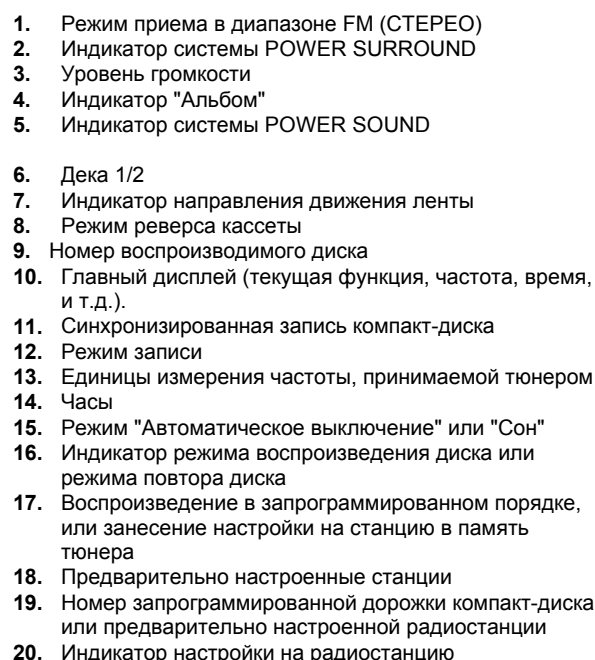 1. Режим приема в диапазоне FM (СТЕРЕО)
2. Индикатор системы POWER SURROUND
3. Уровень громкости
4. Индикатор "Альбом"
5. Индикатор системы POWER SOUND
6. Дека 1/2
7. Индикатор направления движения ленты
8. Режим реверса кассеты
9. Номер воспроизводимого диска
10. Главный дисплей (текущая функция, частота, время,
и т.д.).
11. Синхронизированная запись компакт-диска
12. Режим записи
13. Единицы измерения частоты, принимаемой тюнером
14. Часы
15. Режим "Автоматическое выключение" или "Сон"
16. Индикатор режима воспроизведения диска или
режима повтора диска
17. Воспроизведение в запрограммированном порядке,
или занесение настройки на станцию в память
тюнера
18. Предварительно настроенные станции
19. Номер запрограммированной дорожки компакт-диска
или предварительно настроенной радиостанции
20. Индикатор настройки на радиостанцию